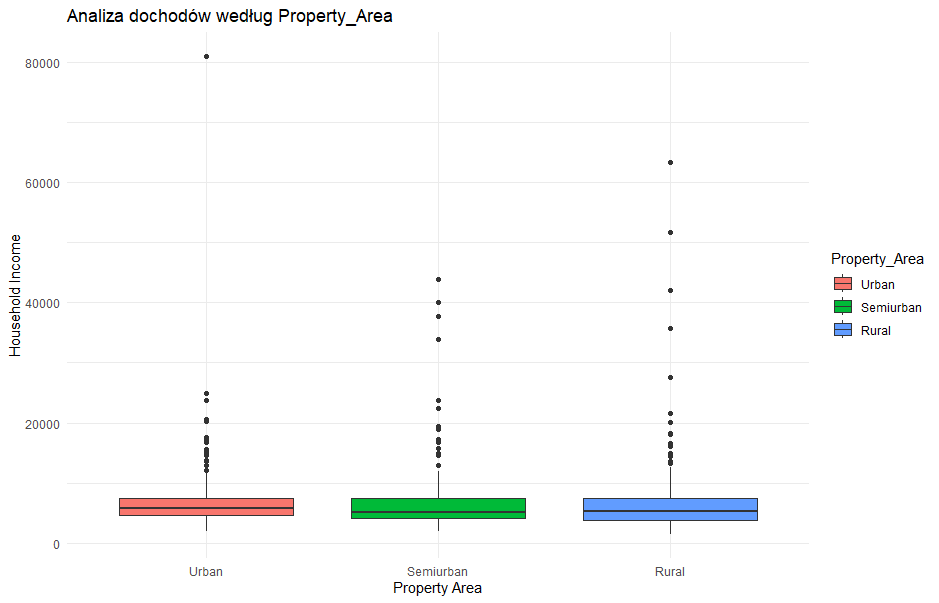 Analiza dochodów według Property_Area
Household Income
80000
60000
40000
20000
0
Urban
Semiurban
Rural
Property Area
Property_Area
Urban
Semiurban
Rural